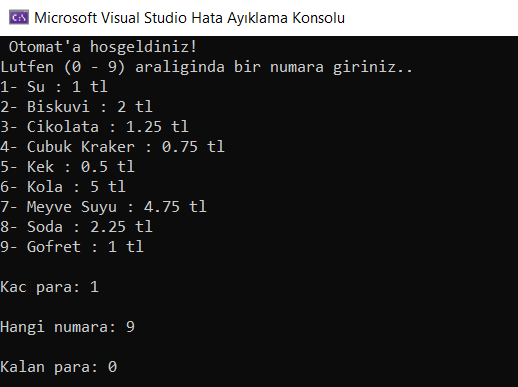 C:\ Microsoft Visual Studio Hata Ayıklama Konsolu
Otomat'a hosgeldiniz!
Lutfen (0 - 9) araliginda bir numara giriniz..
1- Su : 1 tl
2- Biskuvi : 2 tl
3- Cikolata : 1.25 tl
4- Cubuk Kraker : 0.75 tl
5- Kek : 0.5 tl
6- Kola : 5 tl
7- Meyve Suyu : 4.75 tl
8- Soda : 2.25 tl
9- Gofret : 1 tl
Kac para: 1
Hangi numara: 9
Kalan para: 0